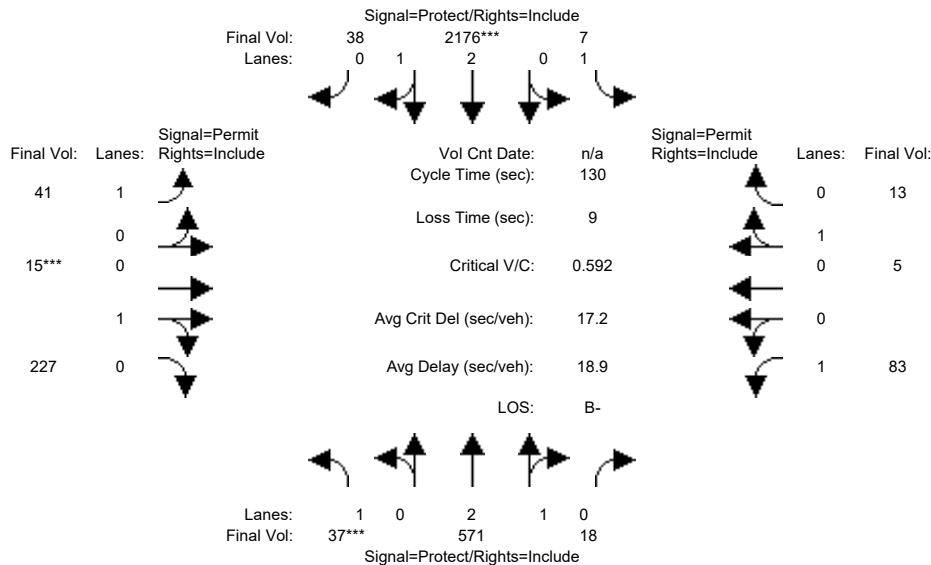 Signal=Protect/Rights=Include
Final Vol: 38 2176*** 7
Lanes: 0 1 2 0 1
Signal=Permit Signal=Permit
Final Vol: Lanes: Rights=Include Vol Cnt Date: n/a Rights=Include Lanes: Final Vol:
Cycle Time (sec): 130
41 1 0 13
Loss Time (sec): 9
0 1
15*** 0 Critical V/C: 0.592 0 5
1 Avg Crit Del (sec/veh): 17.2 0
227 0 Avg Delay (sec/veh): 18.9 1 83
LOS: B-
Lanes: 1 0 2 1 0
Final Vol: 37*** 571 18
Signal=Protect/Rights=Include